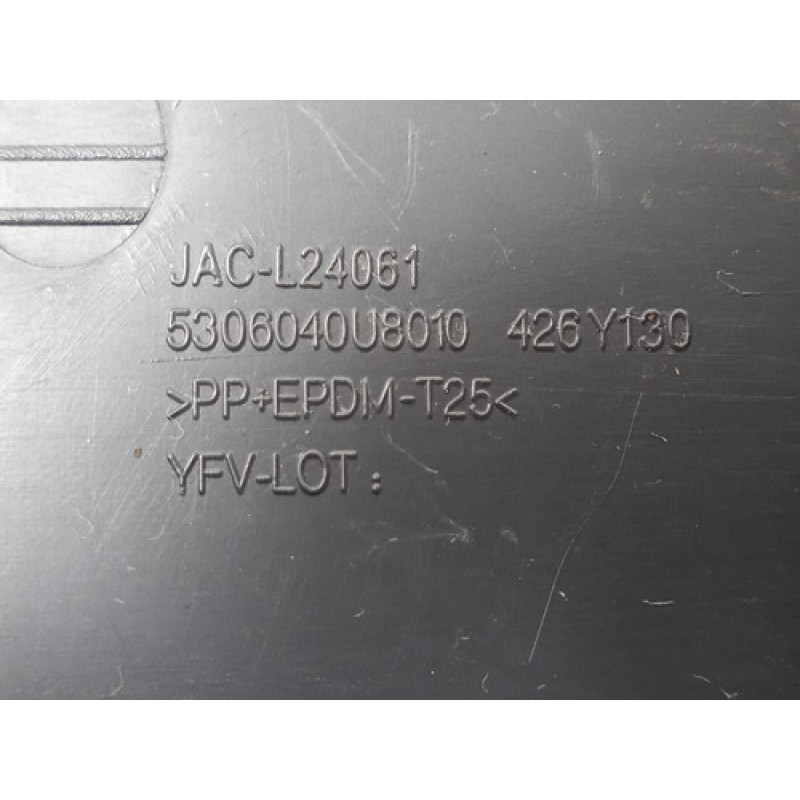 JAC-L24061
5306040U8010 426Y130
>PP+EPDM-T25<
YFV-LOT: